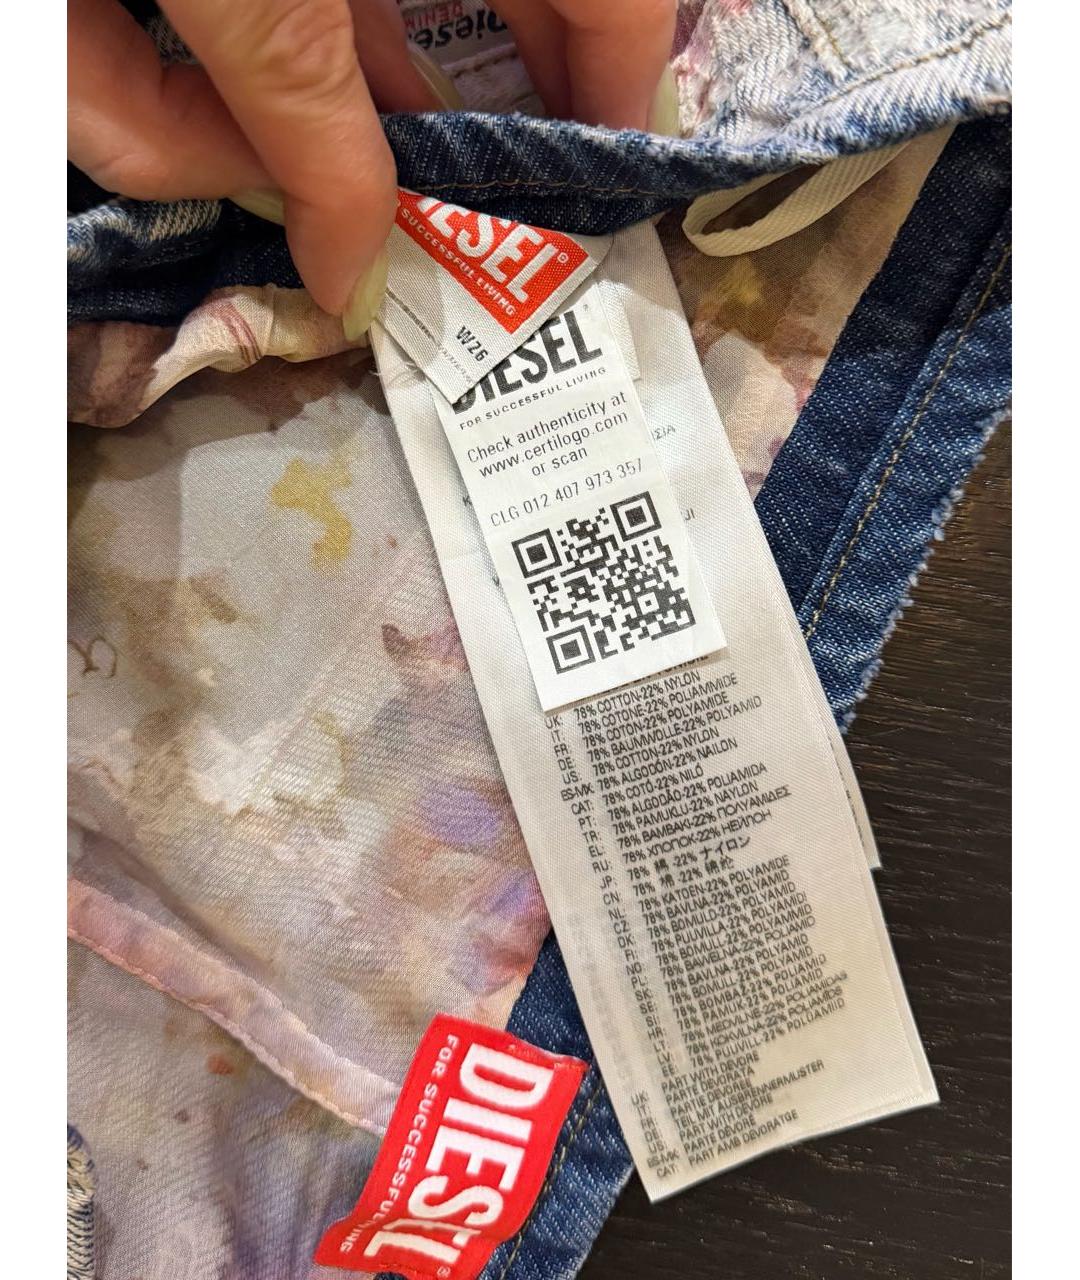 Diesel
DENIM
DIESEL®
SUCCESSFUL LIVING
W26
DIESEL
FOR SUCCESSFUL LIVING
Check authenticity at
www.certilogo.com
or scan
CLG 012 407 973 357
UK: 78% COTTON-22% NYLON
IT: 78% COTONE-22% POLIAMMIDE
FR: 78% COTON-22% POLYAMIDE
DE: 78% BAUMWOLLE-22% POLYAMID
US: 78% COTTON-22% NYLON
ES-MX: 78% ALGODÓN-22% NAILON
CAT: 78% COTÓ-22% NILÓ
PT: 78% ALGODÃO-22% POLIAMIDA
TR: 78% PAMUKLU-22% NAYLON
EL: 78% ΒΑΜΒΑΚΙ-22% ΠΟΛΥΑΜΙΔΕΣ
RU: 78% ХЛОПОК-22% НЕЙЛОН
JP: 78% 綿 -22% ナイロン
CN: 78% 棉 -22% 锦纶
NL: 78% KATOEN-22% POLYAMIDE
CZ: 78% BAVLNA-22% POLYAMID
DK: 78% BOMULD-22% POLYAMID
FI: 78% PUUVILLA-22% POLYAMIDI
NO: 78% BOMULL-22% POLYAMMID
PL: 78% BAWEŁNA-22% POLIAMID
SK: 78% BAVLNA-22% POLYAMID
SE: 78% BOMULL-22% POLYAMID
SI: 78% BOMBAŽ-22% POLIAMID
HR: 78% PAMUK-22% POLIAMID
LT: 78% MEDVILNĖ-22% POLIAMIDAS
LV: 78% KOKVILNA-22% POLIAMĪDS
EE: 78% PUUVILL-22% POLÜAMIID
UK: PART WITH DEVORE
IT: PARTE DEVORATA
FR: PARTIE DÉVORÉE
DE: TEIL MIT AUSBRENNERMUSTER
US: PART WITH DEVORE
ES-MX: PARTE DEVORÉ
CAT: PART AMB DEVORATGE
DIESEL®
FOR SUCCESSFUL LIVING